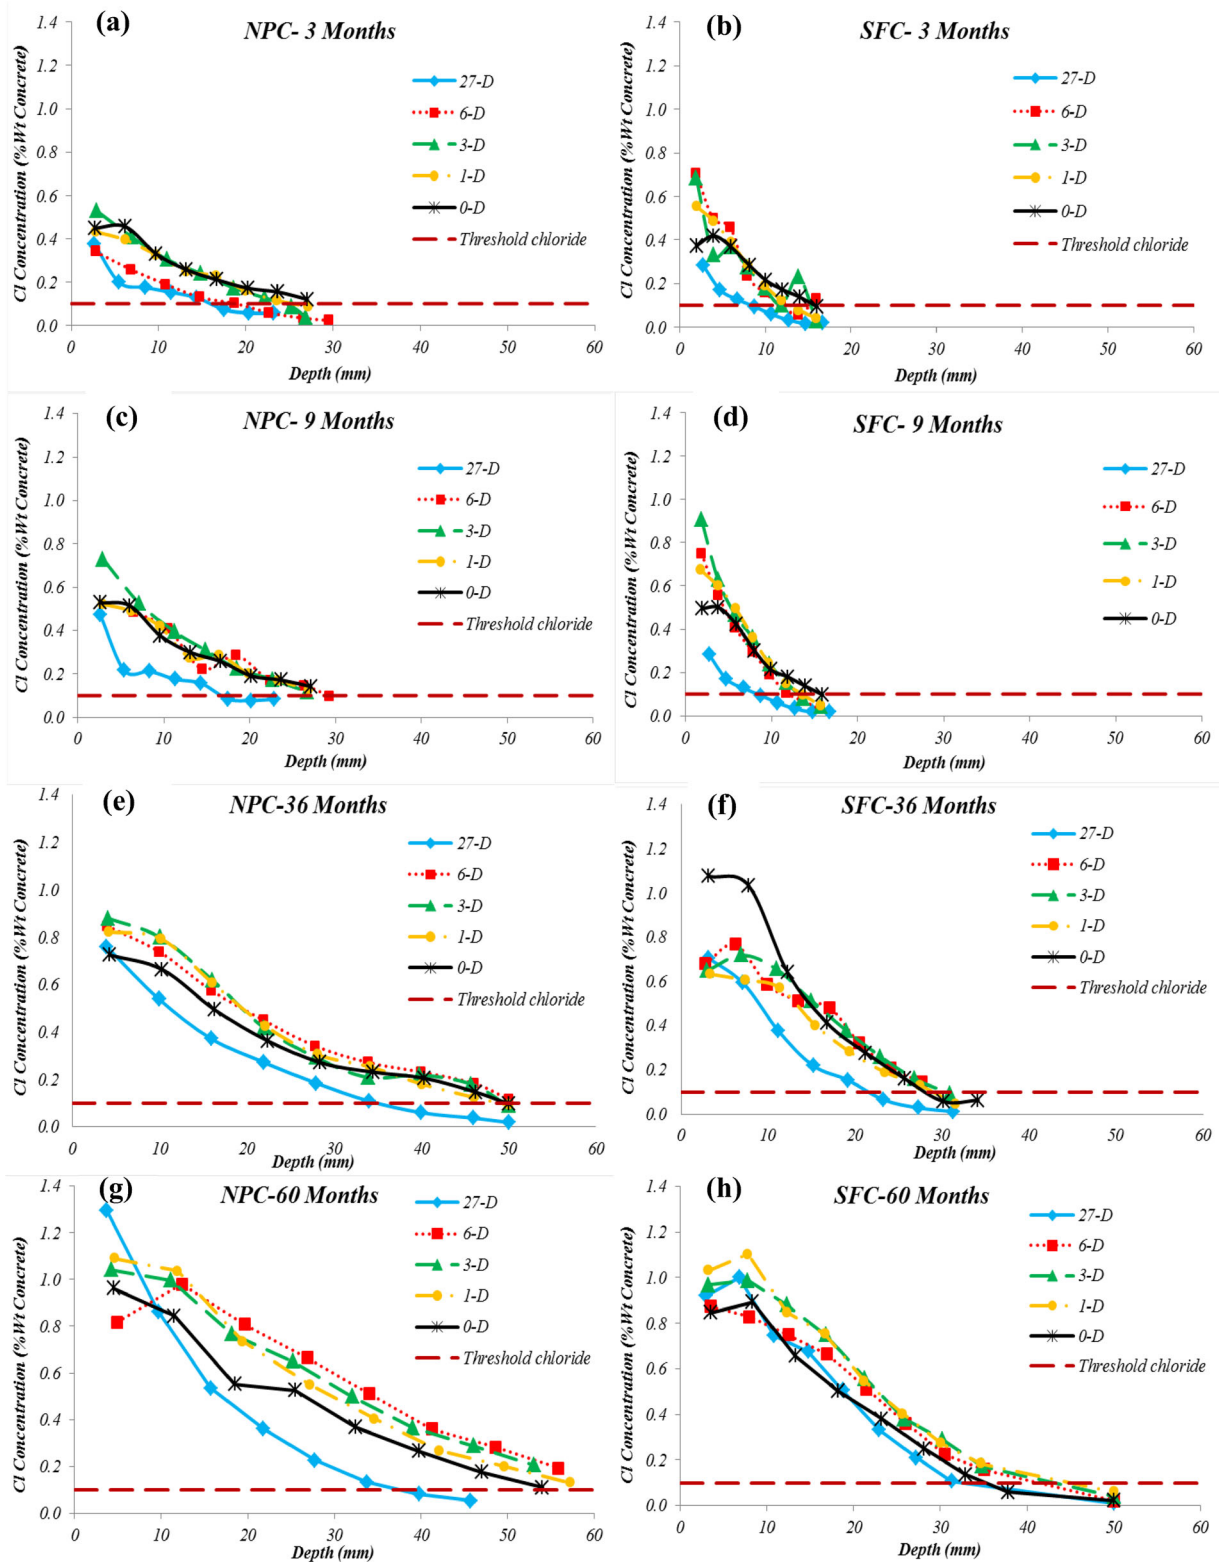 (a)
NPC- 3 Months
Cl Concentration (%Wt Concrete)
1.4
1.2
1.0
0.8
0.6
0.4
0.2
0.0
27-D
6-D
3-D
1-D
0-D
Threshold chloride
0 10 20 30 40 50 60
Depth (mm)
(b)
SFC- 3 Months
Cl Concentration (%Wt Concrete)
1.4
1.2
1.0
0.8
0.6
0.4
0.2
0.0
27-D
6-D
3-D
1-D
0-D
Threshold chloride
0 10 20 30 40 50 60
Depth (mm)
(c)
NPC- 9 Months
Cl Concentration (%Wt Concrete)
1.4
1.2
1.0
0.8
0.6
0.4
0.2
0.0
27-D
6-D
3-D
1-D
0-D
Threshold chloride
0 10 20 30 40 50 60
Depth (mm)
(d)
SFC- 9 Months
Cl Concentration (%Wt Concrete)
1.4
1.2
1.0
0.8
0.6
0.4
0.2
0.0
27-D
6-D
3-D
1-D
0-D
Threshold chloride
0 10 20 30 40 50 60
Depth (mm)
(e)
NPC-36 Months
Cl Concentration (%Wt Concrete)
1.4
1.2
1.0
0.8
0.6
0.4
0.2
0.0
27-D
6-D
3-D
1-D
0-D
Threshold chloride
0 10 20 30 40 50 60
Depth (mm)
(f)
SFC-36 Months
Cl Concentration (%Wt Concrete)
1.4
1.2
1.0
0.8
0.6
0.4
0.2
0.0
27-D
6-D
3-D
1-D
0-D
Threshold chloride
0 10 20 30 40 50 60
Depth (mm)
(g)
NPC-60 Months
Cl Concentration (%Wt Concrete)
1.4
1.2
1.0
0.8
0.6
0.4
0.2
0.0
27-D
6-D
3-D
1-D
0-D
Threshold chloride
0 10 20 30 40 50 60
Depth (mm)
(h)
SFC-60 Months
Cl Concentration (%Wt Concrete)
1.4
1.2
1.0
0.8
0.6
0.4
0.2
0.0
27-D
6-D
3-D
1-D
0-D
Threshold chloride
0 10 20 30 40 50 60
Depth (mm)